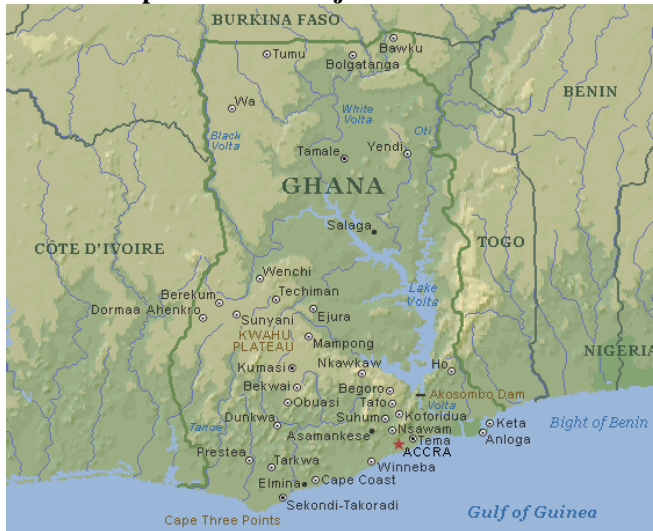 BURKINA FASO
Bawku
Tumu
Bolgatanga
BENIN
Wa
White
Volta
Black
Volta
Oti
Tamale
Yendi
GHANA
Salaga
CÔTE D'IVOIRE
TOGO
Wenchi
Techiman
Lake
Volta
Berekum
Dormaa Ahenkro
Sunyani
Ejura
KWAHU
PLATEAU
Mampong
NIGERIA
Kumasi
Nkawkaw
Ho
Bekwai
Begoro
Akosombo Dam
Obuasi
Tafo
Volta
Dunkwa
Suhum
Koforidua
Keta
Bight of Benin
Tanoe
Asamankese
Nsawam
Anloga
Tema
ACCRA
Prestea
Tarkwa
Winneba
Elmina
Cape Coast
Sekondi-Takoradi
Cape Three Points
Gulf of Guinea